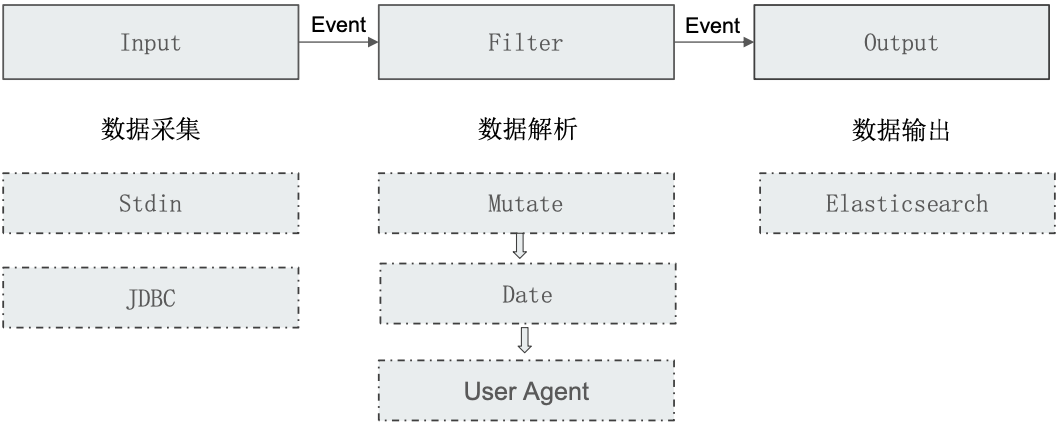 Input
Event
Filter
Event
Output
数据采集
数据解析
数据输出
Stdin
Mutate
Elasticsearch
JDBC
Date
User Agent